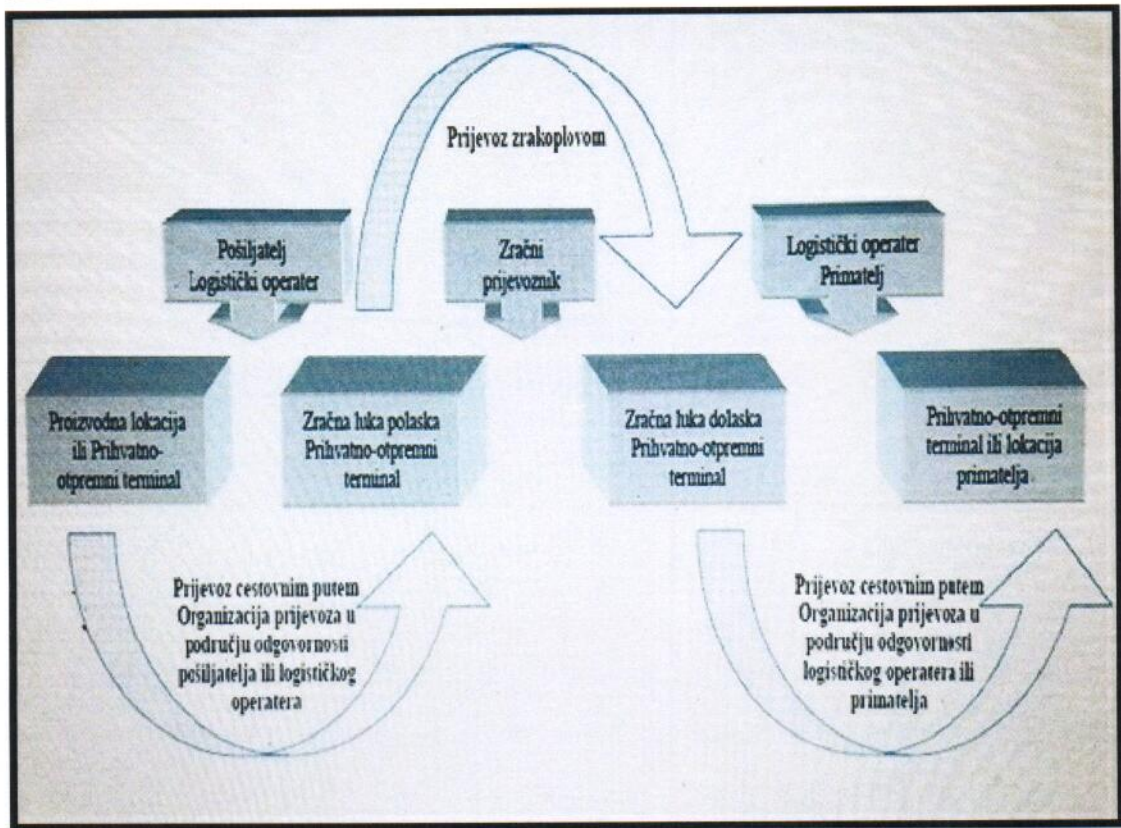 Prijevoz zrakoplovom
Pošiljatelj
Logistički operater
Zračni
prijevoznik
Logistički operater
Primatelj
Proizvodna lokacija
ili Prihvatno-
otpremni terminal
Zračna luka polaska
Prihvatno-otpremni
terminal
Zračna luka dolaska
Prihvatno-otpremni
terminal
Prihvatno-otpremni
terminal ili lokacija
primatelja
Prijevoz cestovnim putem
Organizacija prijevoza u
području odgovornosti
pošiljatelja ili logističkog
operatera
Prijevoz cestovnim putem
Organizacija prijevoza u
području odgovornosti
logističkog operatera ili
primatelja